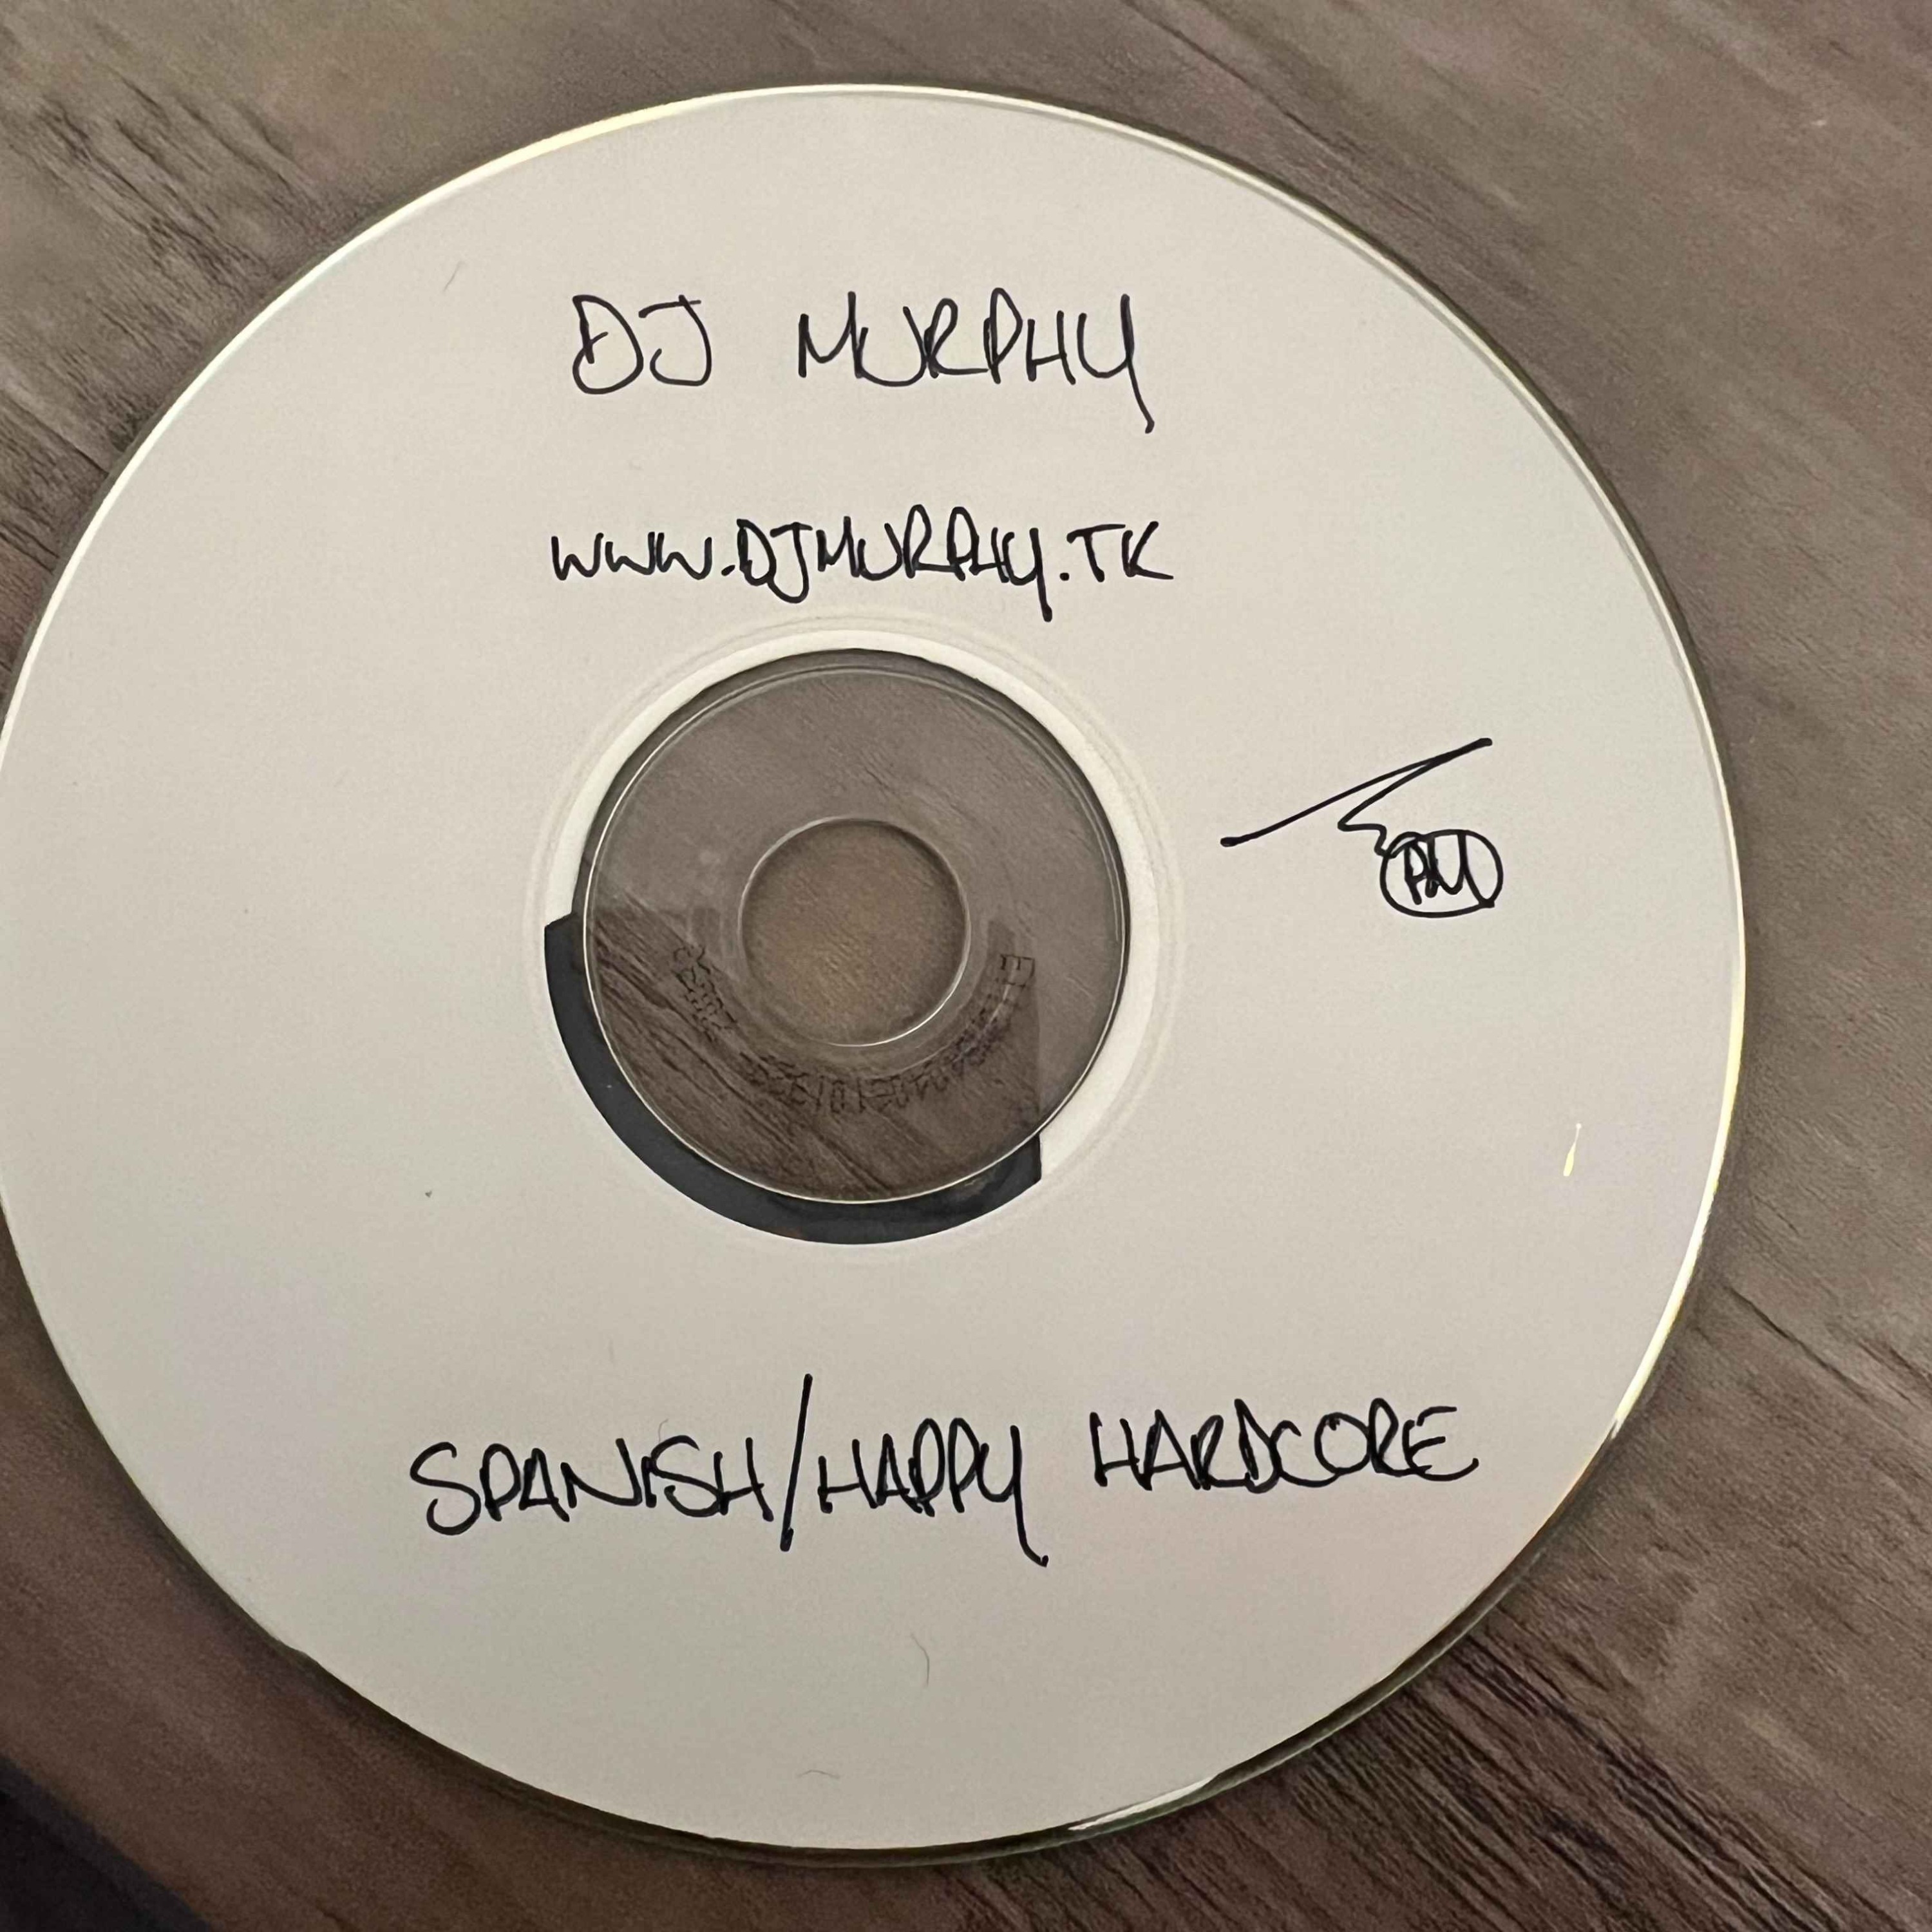 DJ MURPHY
WWW.DJMURPHY.TK
SPANISH/HAPPY HARDCORE